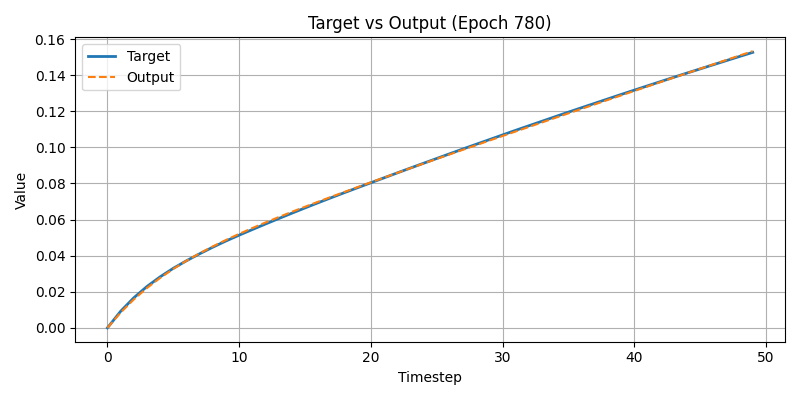 Target vs Output (Epoch 780)
0.16
0.14
0.12
0.10
0.08
0.06
0.04
0.02
0.00
Value
Target
Output
0 10 20 30 40 50
Timestep